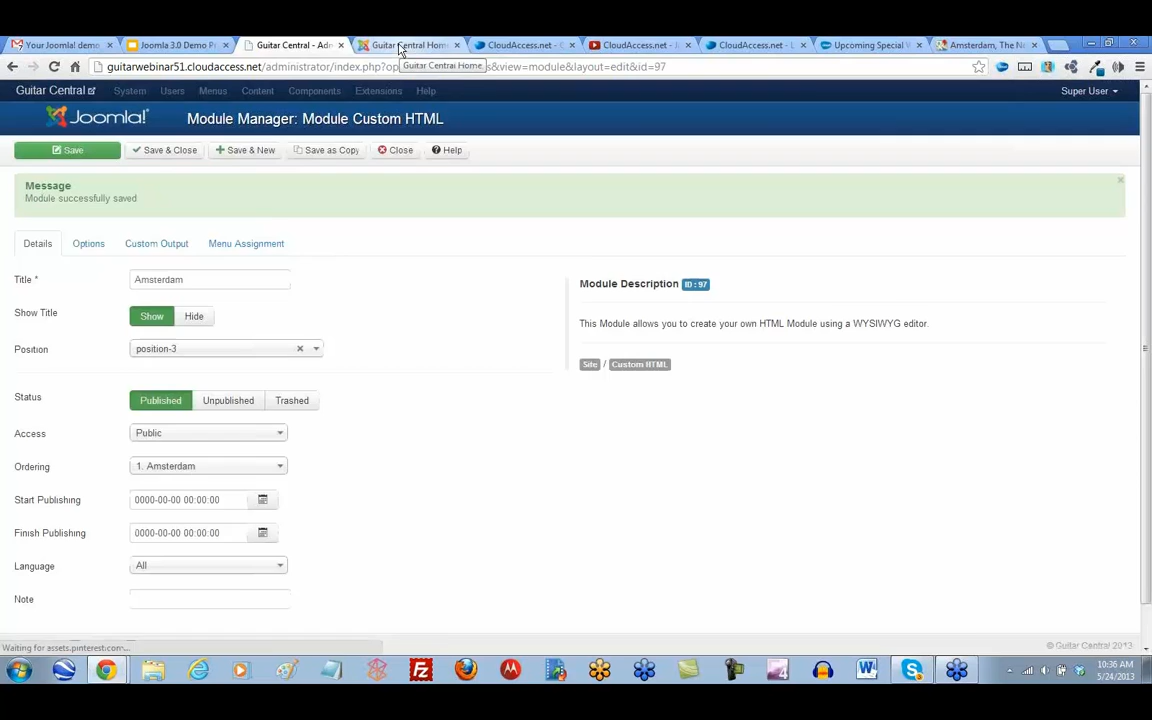 Your Joomla! demo
Joomla 3.0 Demo P
Guitar Central - Adm
Guitar Central Home
CloudAccess.net - C
CloudAccess.net - J
CloudAccess.net - L
Upcoming Special V
Amsterdam, The Ne
guitarwebinar51.cloudaccess.net/administrator/index.php?op
s&view=module&layout=edit&id=97
Guitar Central Home
Guitar Central
System
Users
Menus
Content
Components
Extensions
Help
Super User
Joomla!
Module Manager: Module Custom HTML
Save
Save & Close
Save & New
Save as Copy
Close
Help
Message
Module successfully saved
Details
Options
Custom Output
Menu Assignment
Title *
Amsterdam
Module Description
ID : 97
Show Title
Show
Hide
This Module allows you to create your own HTML Module using a WYSIWYG editor.
Position
position-3
Site / Custom HTML
Status
Published
Unpublished
Trashed
Access
Public
Ordering
1. Amsterdam
Start Publishing
0000-00-00 00:00:00
Finish Publishing
0000-00-00 00:00:00
Language
All
Note
Waiting for assets.pinterest.com...
© Guitar Central 2013
10:36 AM
5/24/2013